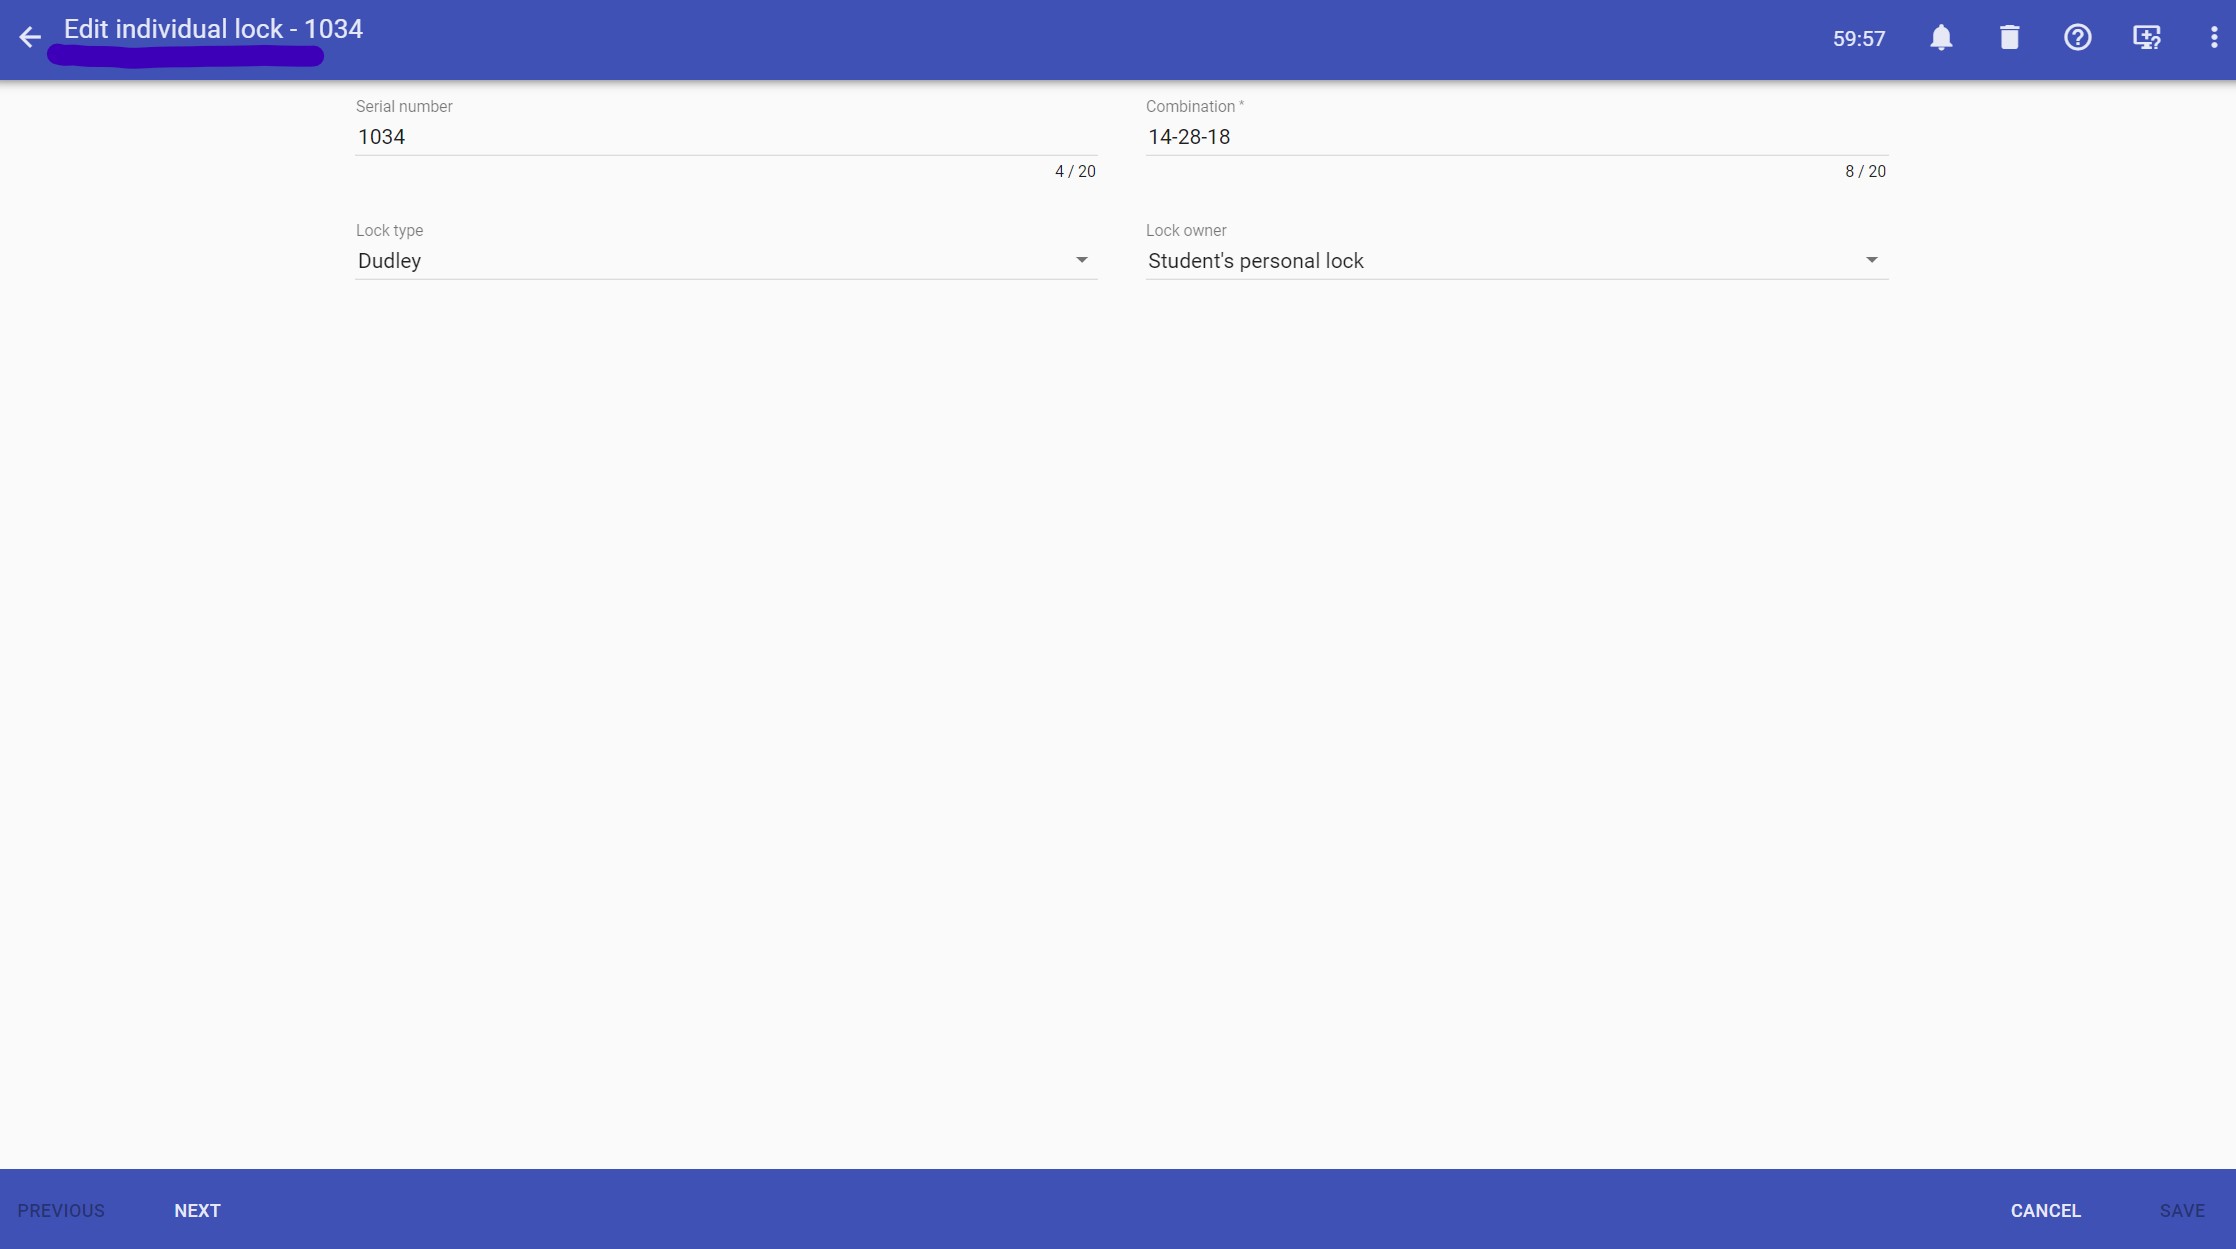 Edit individual lock - 1034
59:57
Serial number
1034
4 / 20
Combination *
14-28-18
8 / 20
Lock type
Dudley
Lock owner
Student's personal lock
PREVIOUS
NEXT
CANCEL
SAVE